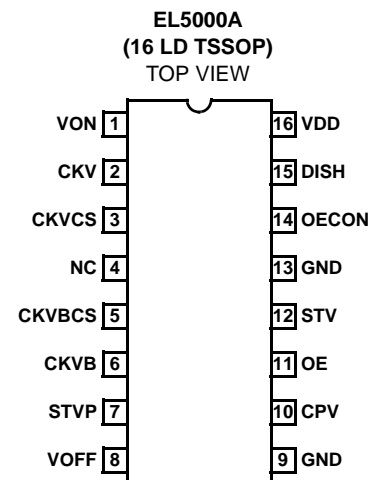 EL5000A
(16 LD TSSOP)
TOP VIEW
VON 1 16 VDD
CKV 2 15 DISH
CKVCS 3 14 OECON
NC 4 13 GND
CKVBCS 5 12 STV
CKVB 6 11 OE
STVP 7 10 CPV
VOFF 8 9 GND